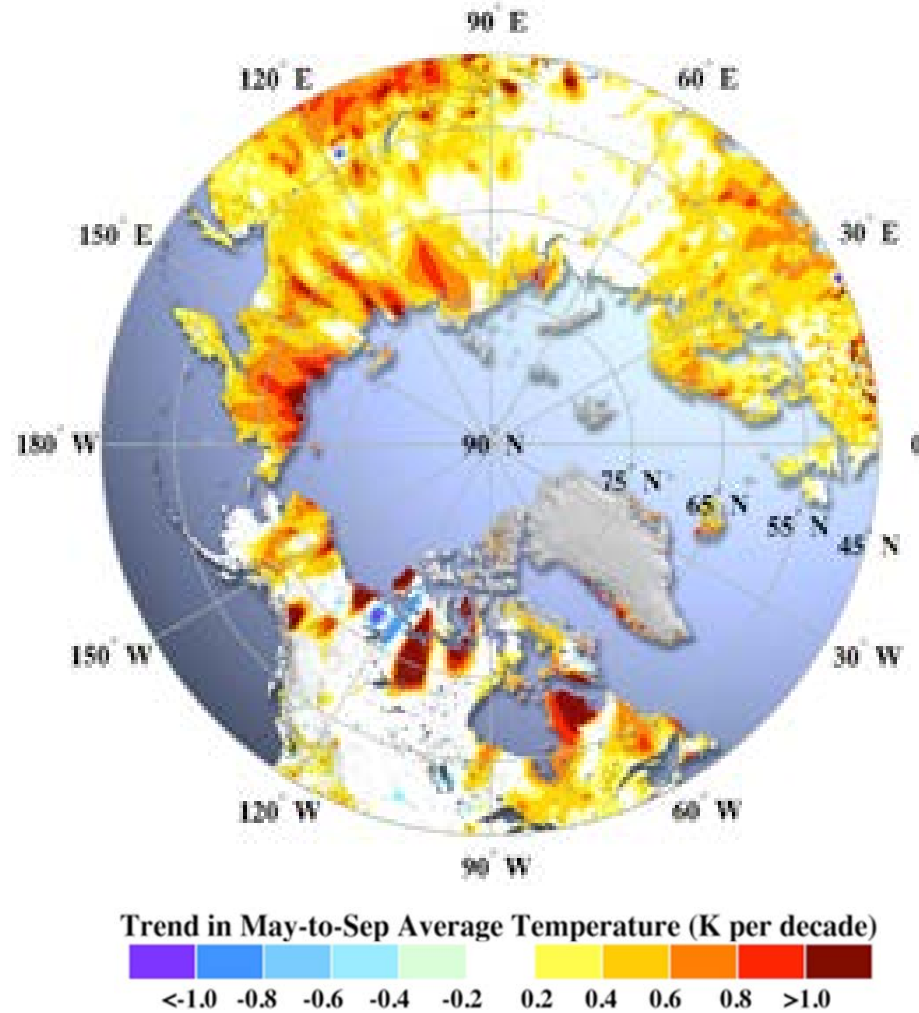 90° E
120° E
60° E
150° E
30° E
180° W
90° N
0
75° N
65° N
55° N
45° N
150° W
30° W
120° W
60° W
90° W
Trend in May-to-Sep Average Temperature (K per decade)
<-1.0 -0.8 -0.6 -0.4 -0.2 0.2 0.4 0.6 0.8 >1.0